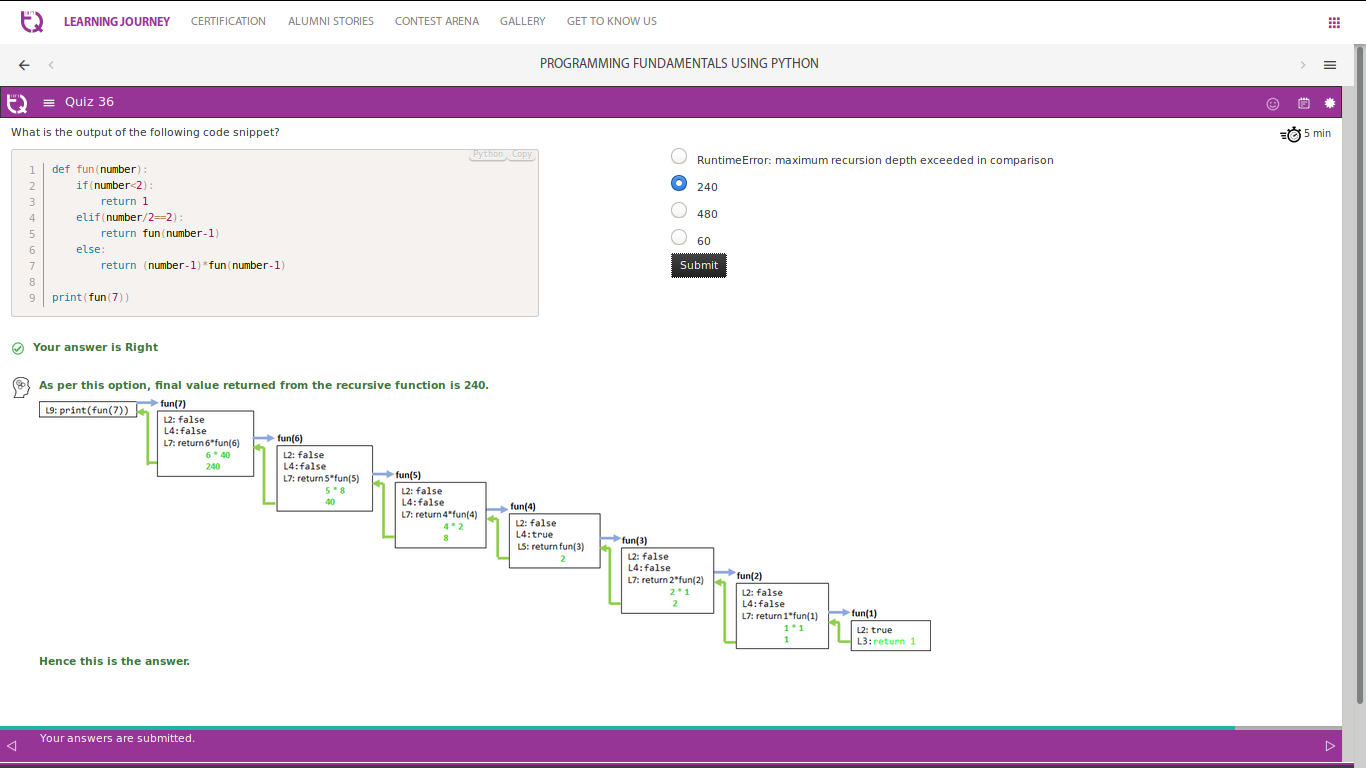 LEARNING JOURNEY CERTIFICATION ALUMNI STORIES CONTEST ARENA GALLERY GET TO KNOW US
PROGRAMMING FUNDAMENTALS USING PYTHON
Quiz 36
What is the output of the following code snippet?
5 min
Python Copy
1 def fun(number):
2 if(number<2):
3 return 1
4 elif(number/2==2):
5 return fun(number-1)
6 else:
7 return (number-1)*fun(number-1)
8
9 print(fun(7))
RuntimeError: maximum recursion depth exceeded in comparison
240
480
60
Submit
Your answer is Right
As per this option, final value returned from the recursive function is 240.
L9: print(fun(7))
fun(7)
L2: false
L4:false
L7: return 6*fun(6)
6 * 40
240
fun(6)
L2: false
L4:false
L7: return 5*fun(5)
5 * 8
40
fun(5)
L2: false
L4:false
L7: return 4*fun(4)
4 * 2
8
fun(4)
L2: false
L4:true
L5: return fun(3)
2
fun(3)
L2: false
L4:false
L7: return 2*fun(2)
2 * 1
2
fun(2)
L2: false
L4:false
L7: return 1*fun(1)
1 * 1
1
fun(1)
L2: true
L3:return 1
Hence this is the answer.
Your answers are submitted.